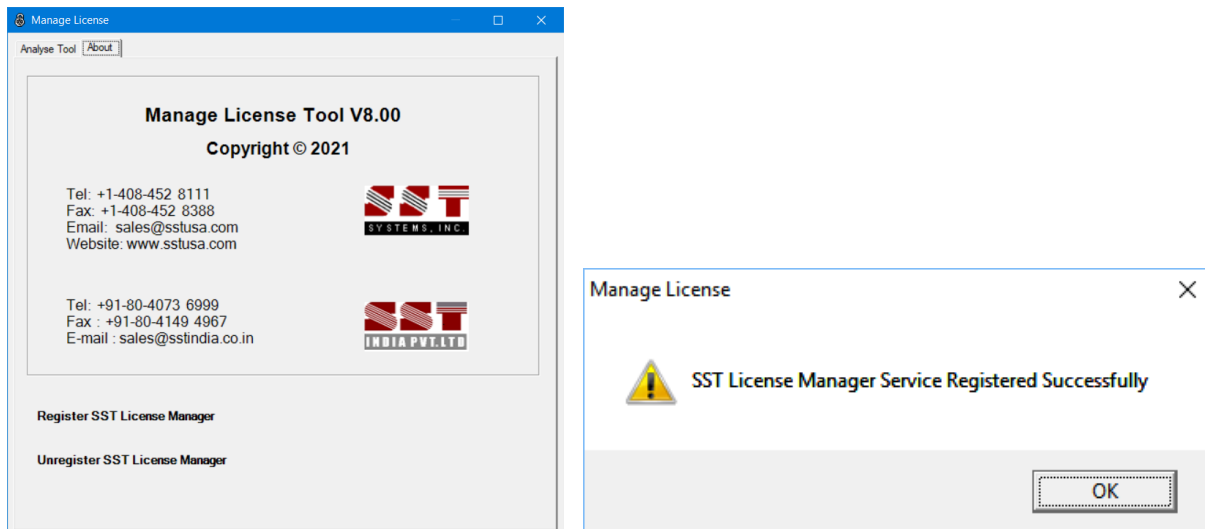 Manage License
Analyse Tool About
Manage License Tool V8.00
Copyright © 2021
Tel: +1-408-452 8111
Fax: +1-408-452 8388
Email: sales@sstusa.com
Website: www.sstusa.com
SST
SYSTEMS, INC.
Tel: +91-80-4073 6999
Fax : +91-80-4149 4967
E-mail : sales@sstindia.co.in
SST
INDIA PVT.LTD
Register SST License Manager
Unregister SST License Manager
Manage License
SST License Manager Service Registered Successfully
OK